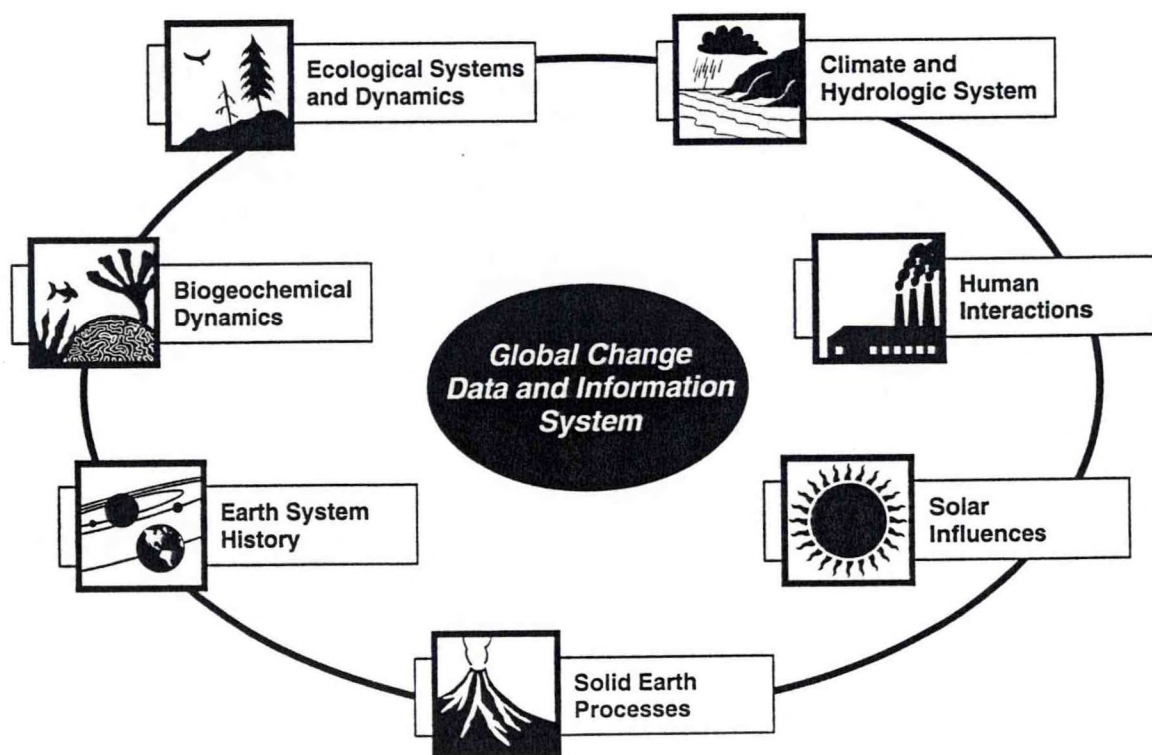 Ecological Systems
and Dynamics
Climate and
Hydrologic System
Biogeochemical
Dynamics
Human
Interactions
Global Change
Data and Information
System
Earth System
History
Solar
Influences
Solid Earth
Processes